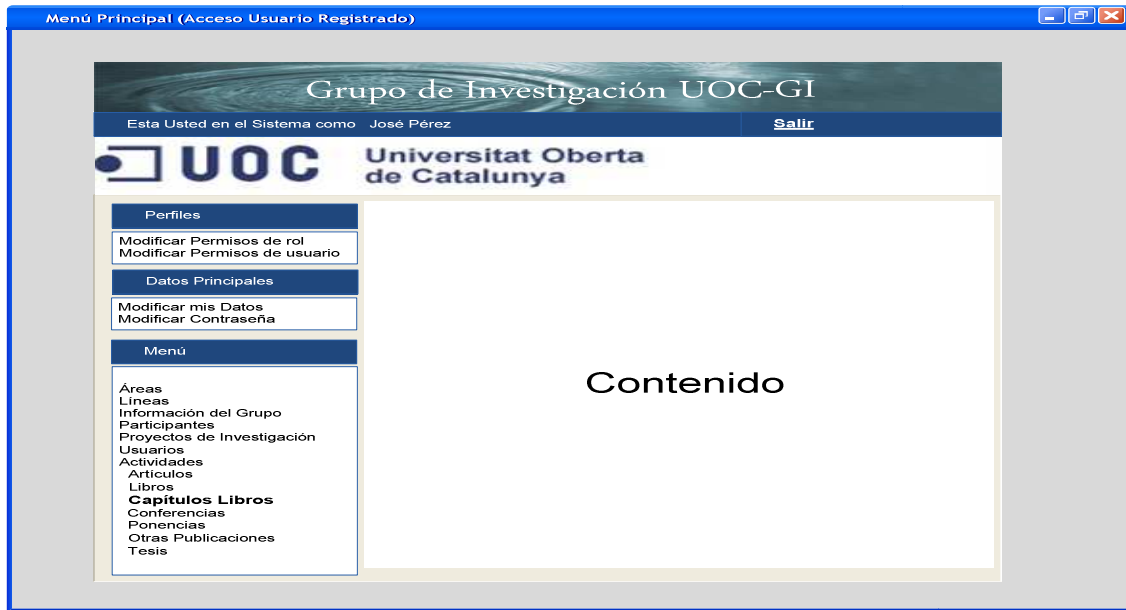 Menú Principal (Acceso Usuario Registrado)
Grupo de Investigación UOC-GI
Esta Usted en el Sistema como José Pérez Salir
UOC Universitat Oberta
de Catalunya
Perfiles
Modificar Permisos de rol
Modificar Permisos de usuario
Datos Principales
Modificar mis Datos
Modificar Contraseña
Menú
Áreas
Líneas
Información del Grupo
Participantes
Proyectos de Investigación
Usuarios
Actividades
Artículos
Libros
Capítulos Libros
Conferencias
Ponencias
Otras Publicaciones
Tesis
Contenido